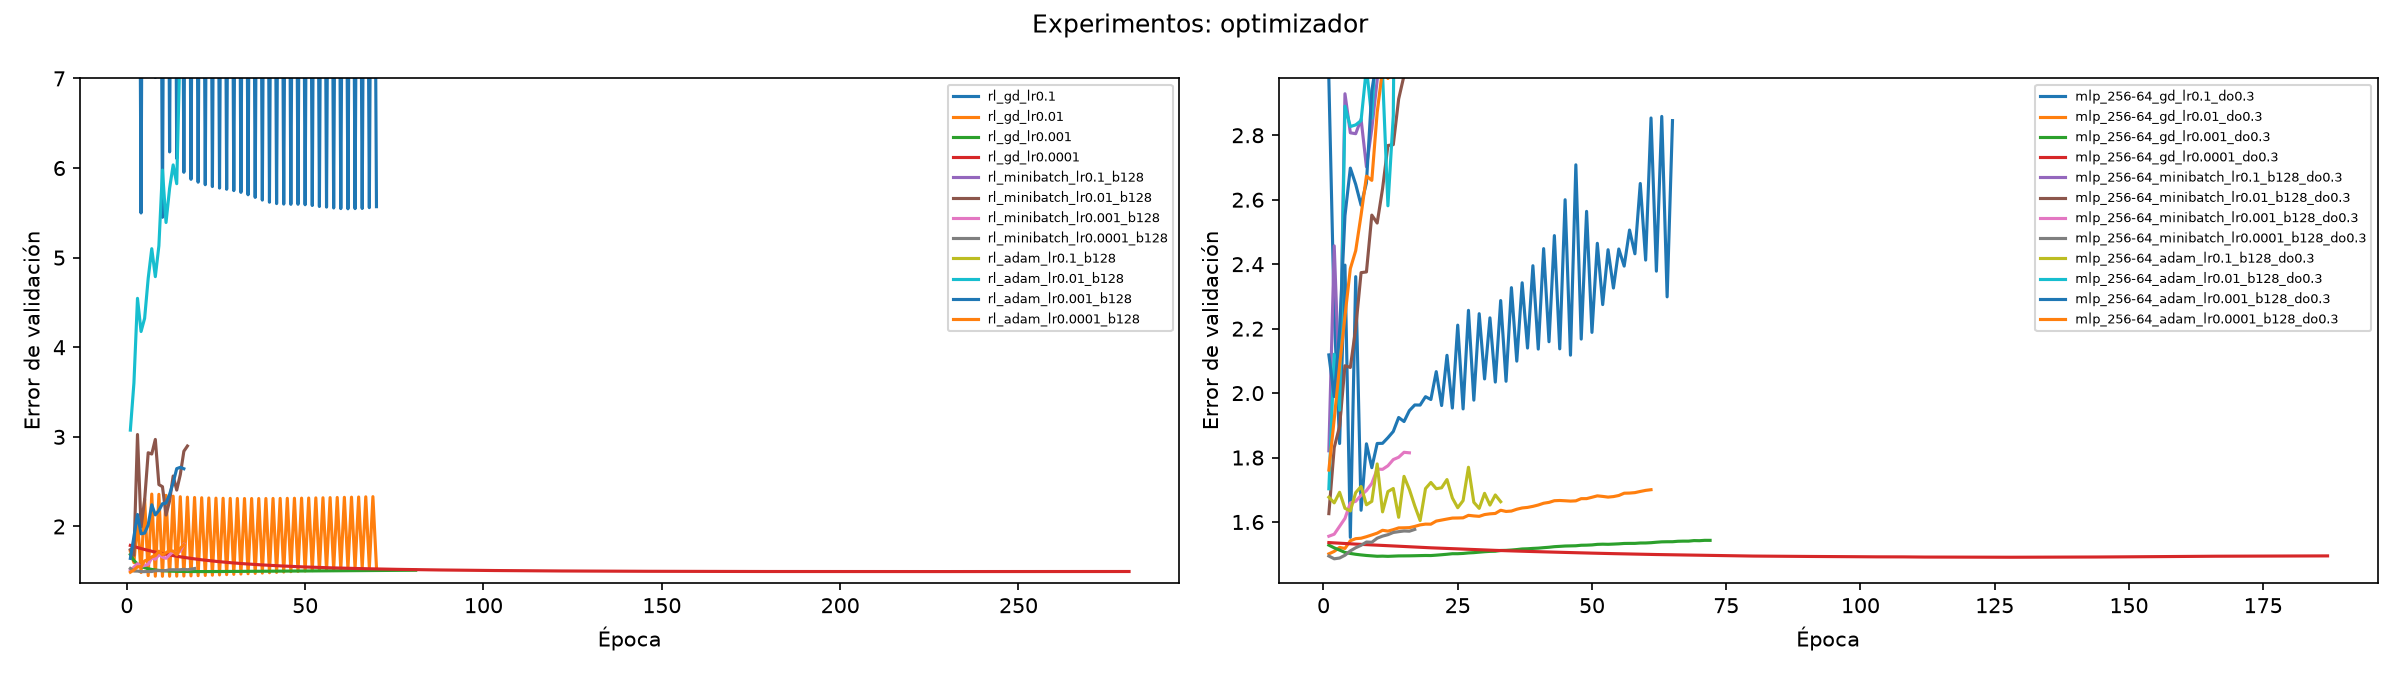 Experimentos: optimizador
Error de validación
7
6
5
4
3
2
0
50
100
150
200
250
Época
rl_gd_lr0.1
rl_gd_lr0.01
rl_gd_lr0.001
rl_gd_lr0.0001
rl_minibatch_lr0.1_b128
rl_minibatch_lr0.01_b128
rl_minibatch_lr0.001_b128
rl_minibatch_lr0.0001_b128
rl_adam_lr0.1_b128
rl_adam_lr0.01_b128
rl_adam_lr0.001_b128
rl_adam_lr0.0001_b128
Error de validación
2.8
2.6
2.4
2.2
2.0
1.8
1.6
0
25
50
75
100
125
150
175
Época
mlp_256-64_gd_lr0.1_do0.3
mlp_256-64_gd_lr0.01_do0.3
mlp_256-64_gd_lr0.001_do0.3
mlp_256-64_gd_lr0.0001_do0.3
mlp_256-64_minibatch_lr0.1_b128_do0.3
mlp_256-64_minibatch_lr0.01_b128_do0.3
mlp_256-64_minibatch_lr0.001_b128_do0.3
mlp_256-64_minibatch_lr0.0001_b128_do0.3
mlp_256-64_adam_lr0.1_b128_do0.3
mlp_256-64_adam_lr0.01_b128_do0.3
mlp_256-64_adam_lr0.001_b128_do0.3
mlp_256-64_adam_lr0.0001_b128_do0.3